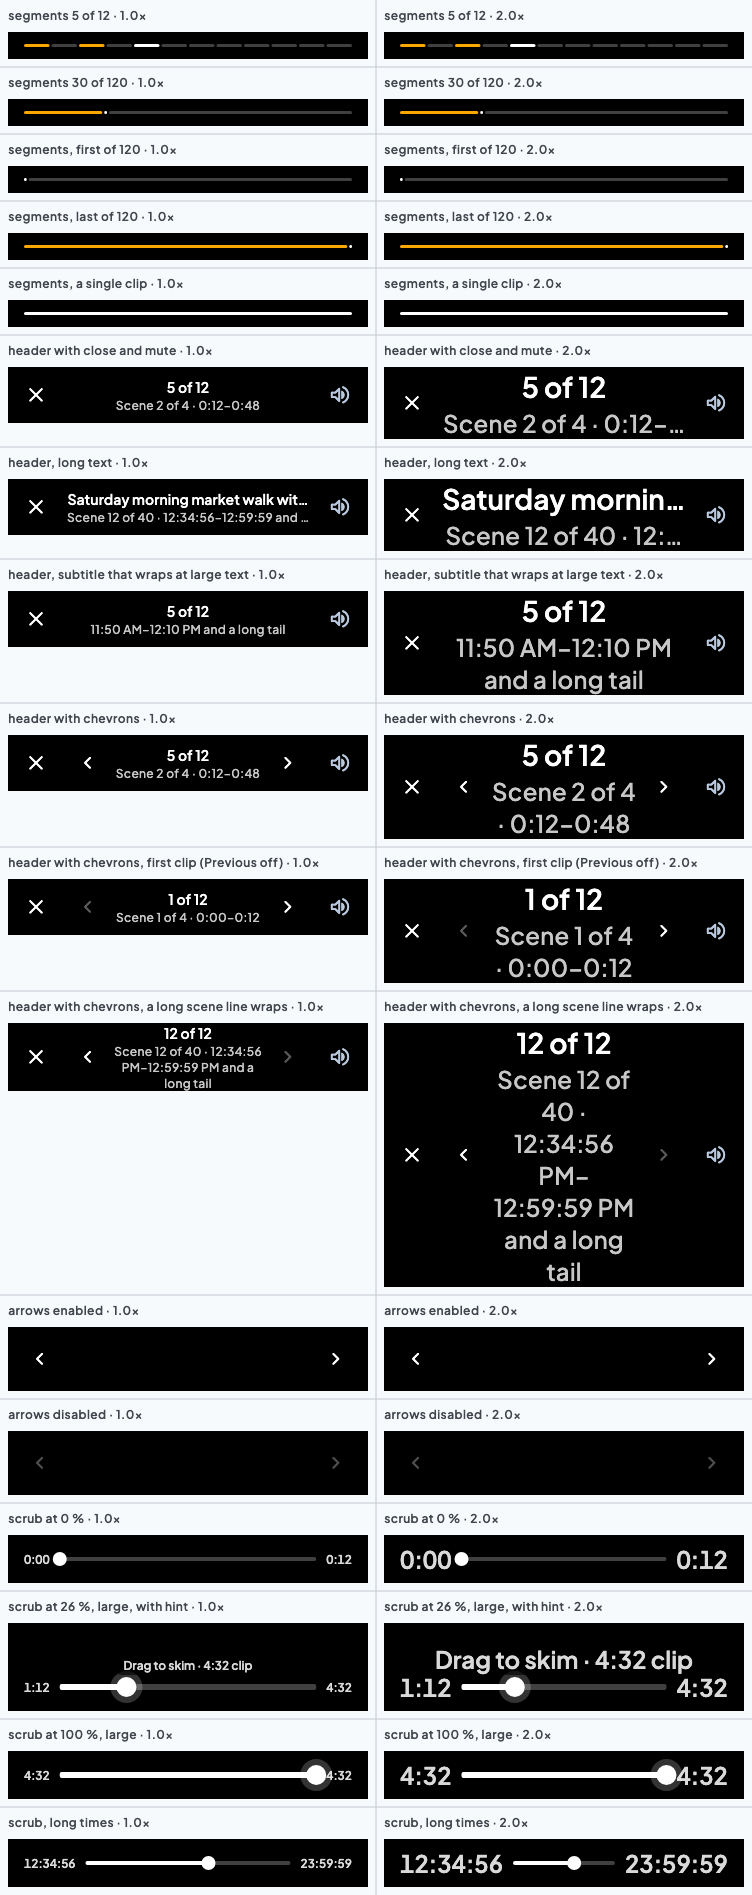 segments 5 of 12 · 1.0×
segments 5 of 12 · 2.0×
segments 30 of 120 · 1.0×
segments 30 of 120 · 2.0×
segments, first of 120 · 1.0×
segments, first of 120 · 2.0×
segments, last of 120 · 1.0×
segments, last of 120 · 2.0×
segments, a single clip · 1.0×
segments, a single clip · 2.0×
header with close and mute · 1.0×
5 of 12
Scene 2 of 4 · 0:12–0:48
header with close and mute · 2.0×
5 of 12
Scene 2 of 4 · 0:12–…
header, long text · 1.0×
Saturday morning market walk wit…
Scene 12 of 40 · 12:34:56–12:59:59 and …
header, long text · 2.0×
Saturday mornin…
Scene 12 of 40 · 12:…
header, subtitle that wraps at large text · 1.0×
5 of 12
11:50 AM–12:10 PM and a long tail
header, subtitle that wraps at large text · 2.0×
5 of 12
11:50 AM–12:10 PM
and a long tail
header with chevrons · 1.0×
5 of 12
Scene 2 of 4 · 0:12–0:48
header with chevrons · 2.0×
5 of 12
Scene 2 of 4
· 0:12–0:48
header with chevrons, first clip (Previous off) · 1.0×
1 of 12
Scene 1 of 4 · 0:00–0:12
header with chevrons, first clip (Previous off) · 2.0×
1 of 12
Scene 1 of 4
· 0:00–0:12
header with chevrons, a long scene line wraps · 1.0×
12 of 12
Scene 12 of 40 · 12:34:56
PM–12:59:59 PM and a
long tail
header with chevrons, a long scene line wraps · 2.0×
12 of 12
Scene 12 of
40 ·
12:34:56
PM–
12:59:59 PM
and a long
tail
arrows enabled · 1.0×
arrows enabled · 2.0×
arrows disabled · 1.0×
arrows disabled · 2.0×
scrub at 0 % · 1.0×
0:00 0:12
scrub at 0 % · 2.0×
0:00 0:12
scrub at 26 %, large, with hint · 1.0×
Drag to skim · 4:32 clip
1:12 4:32
scrub at 26 %, large, with hint · 2.0×
Drag to skim · 4:32 clip
1:12 4:32
scrub at 100 %, large · 1.0×
4:32 4:32
scrub at 100 %, large · 2.0×
4:32 4:32
scrub, long times · 1.0×
12:34:56 23:59:59
scrub, long times · 2.0×
12:34:56 23:59:59